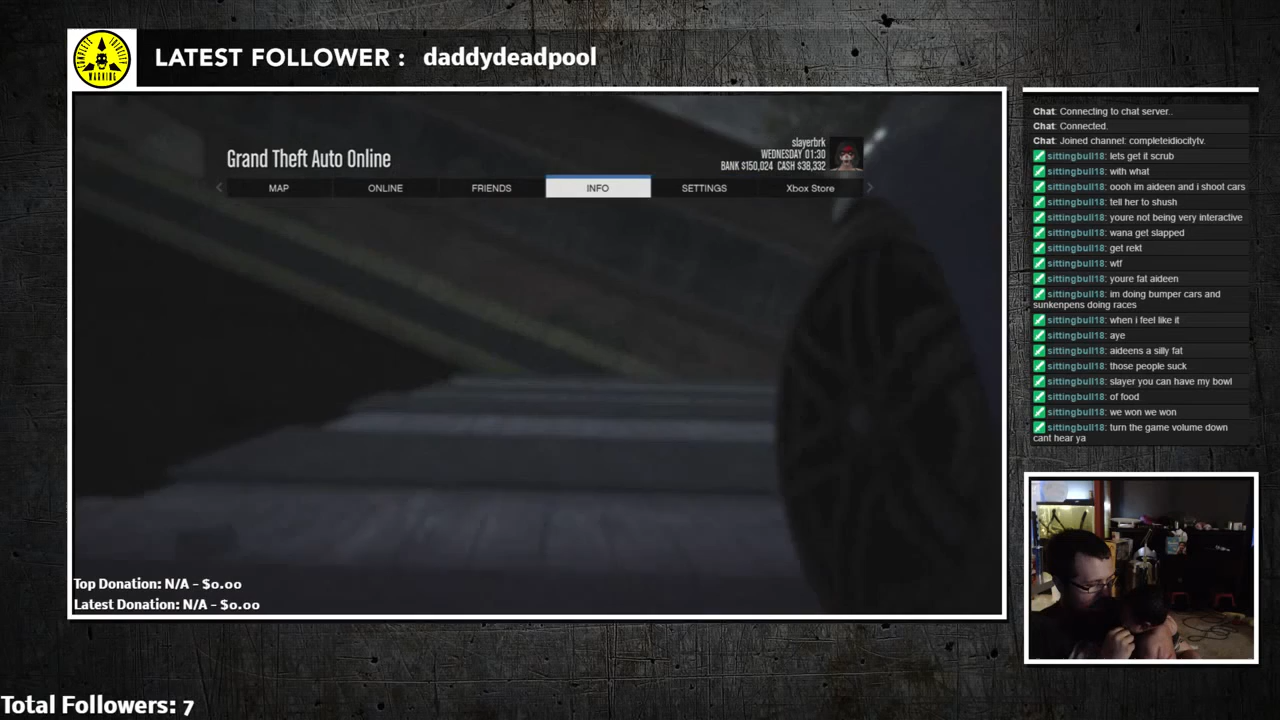 LATEST FOLLOWER : daddydeadpool
COMPLETE IDIOCITY
WARNING
Grand Theft Auto Online
slayerbrk
WEDNESDAY 01:30
BANK $150,024 CASH $38,332
MAP ONLINE FRIENDS INFO SETTINGS Xbox Store
Top Donation: N/A - $0.00
Latest Donation: N/A - $0.00
Chat: Connecting to chat server..
Chat: Connected.
Chat: Joined channel: completeidiocitytv.
sittingbull18: lets get it scrub
sittingbull18: with what
sittingbull18: oooh im aideen and i shoot cars
sittingbull18: tell her to shush
sittingbull18: youre not being very interactive
sittingbull18: wana get slapped
sittingbull18: get rekt
sittingbull18: wtf
sittingbull18: youre fat aideen
sittingbull18: im doing bumper cars and
sunkenpens doing races
sittingbull18: when i feel like it
sittingbull18: aye
sittingbull18: aideens a silly fat
sittingbull18: those people suck
sittingbull18: slayer you can have my bowl
sittingbull18: of food
sittingbull18: we won we won
sittingbull18: turn the game volume down
cant hear ya
Total Followers: 7